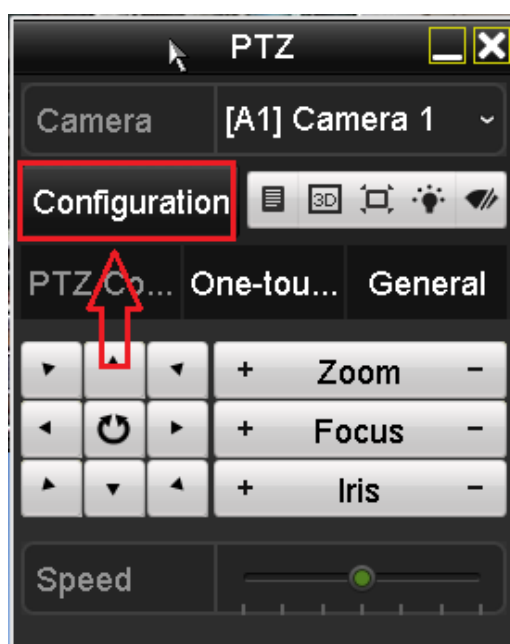 PTZ
Camera [A1] Camera 1
Configuration 3D
PTZ Co... One-tou... General
+ Zoom -
+ Focus -
+ Iris -
Speed